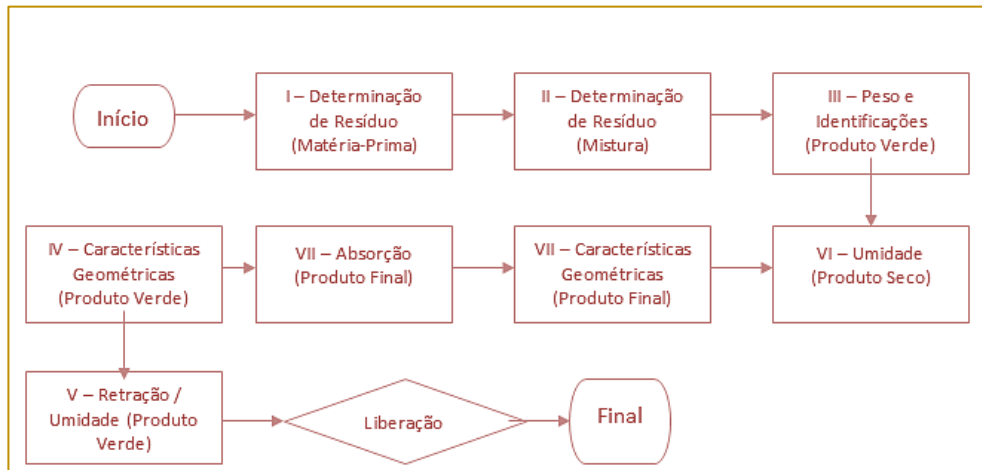 Início
I – Determinação
de Resíduo
(Matéria-Prima)
II – Determinação
de Resíduo
(Mistura)
III – Peso e
Identificações
(Produto Verde)
IV – Características
Geométricas
(Produto Verde)
VII – Absorção
(Produto Final)
VII – Características
Geométricas
(Produto Final)
VI – Umidade
(Produto Seco)
V – Retração /
Umidade (Produto
Verde)
Liberação
Final